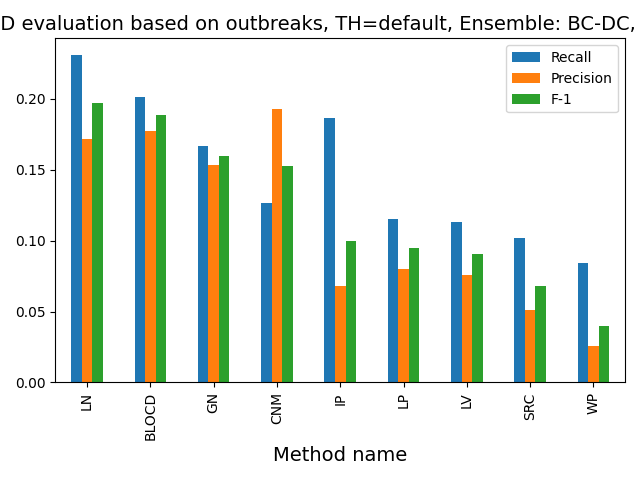 D evaluation based on outbreaks, TH=default, Ensemble: BC-DC,
Recall
Precision
F-1
0.20
0.15
0.10
0.05
0.00
LN
BLOCD
GN
CNM
IP
LP
LV
SRC
WP
Method name